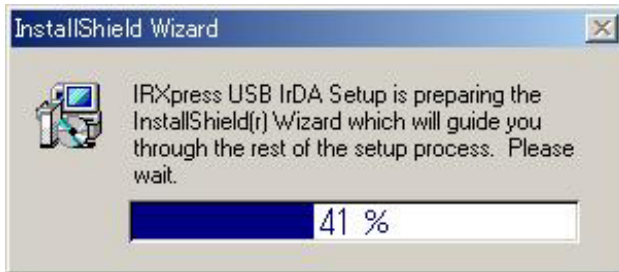 InstallShield Wizard
IRXpress USB IrDA Setup is preparing the
InstallShield(r) Wizard which will guide you
through the rest of the setup process.  Please
wait.
41 %